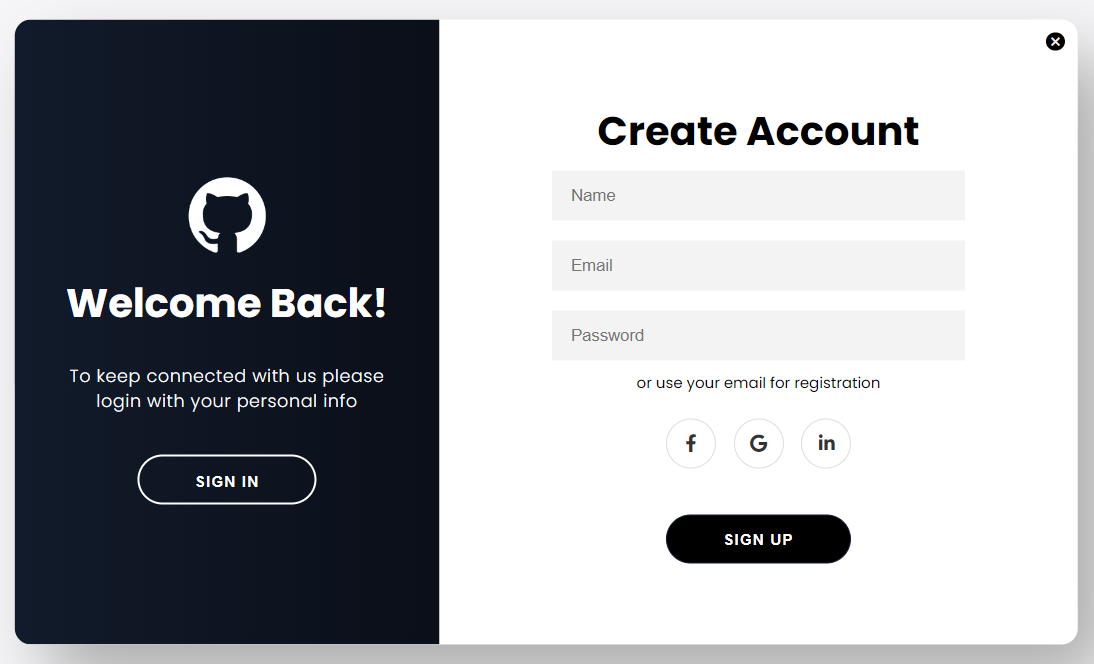 Welcome Back!
To keep connected with us please
login with your personal info
SIGN IN
Create Account
Name
Email
Password
or use your email for registration
f
G
in
SIGN UP